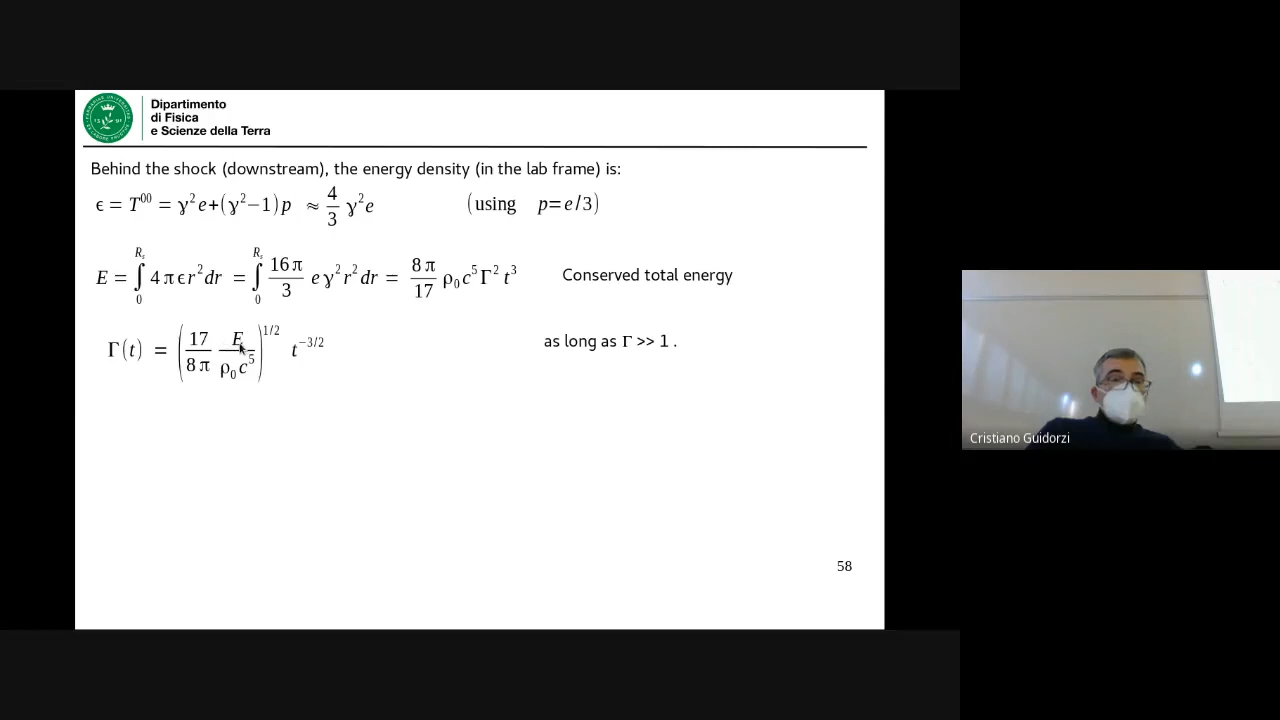 Dipartimento
di Fisica
e Scienze della Terra
Behind the shock (downstream), the energy density (in the lab frame) is:
ϵ = T⁰⁰ = γ²e+(γ²−1)p ≈ 4/3 γ²e (using p=e/3)
E = ∫₀^{Rₛ} 4πϵr²dr = ∫₀^{Rₛ} 16π/3 eγ²r²dr = 8π/17 ρ₀c⁵Γ²t³ Conserved total energy
Γ(t) = (17/8π E/ρ₀c⁵)^{1/2} t^{−3/2} as long as Γ >> 1 .
58
Cristiano Guidorzi